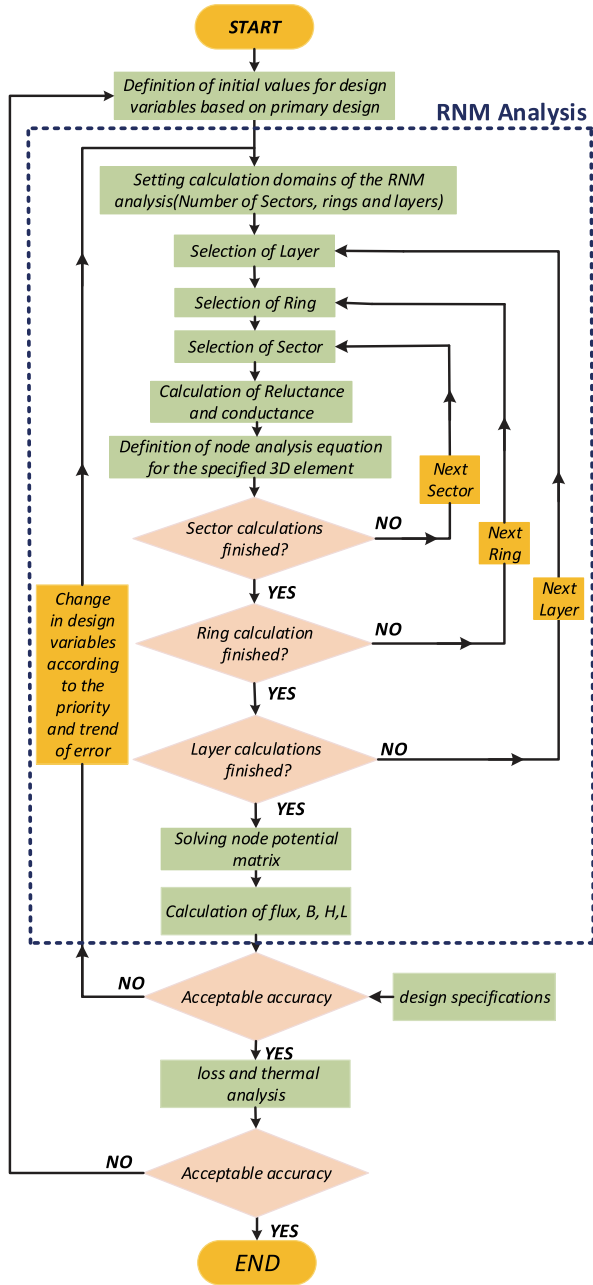 START
Definition of initial values for design
variables based on primary design
RNM Analysis
Setting calculation domains of the RNM
analysis(Number of Sectors, rings and layers)
Selection of Layer
Selection of Ring
Selection of Sector
Calculation of Reluctance
and conductance
Definition of node analysis equation
for the specified 3D element
Next
Sector
Sector calculations
finished?
NO
Next
Ring
YES
Next
Layer
Change
in design
variables
according
to the
priority
and trend
of error
Ring calculation
finished?
NO
YES
Layer calculations
finished?
NO
YES
Solving node potential
matrix
Calculation of flux, B, H,L
NO
Acceptable accuracy
design specifications
YES
loss and thermal
analysis
NO
Acceptable accuracy
YES
END